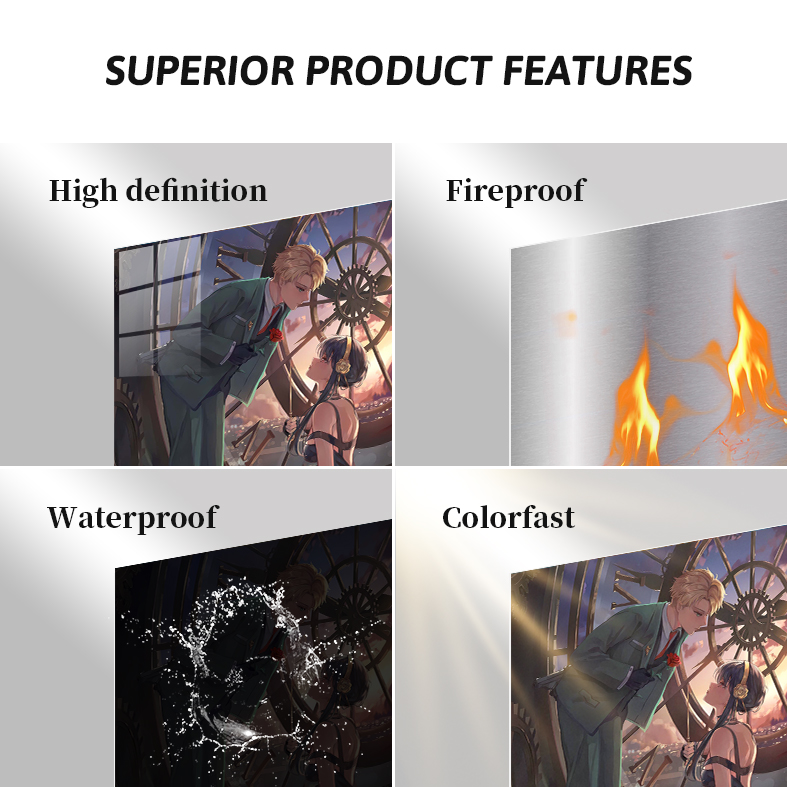 SUPERIOR PRODUCT FEATURES
High definition
Fireproof
Waterproof
Colorfast